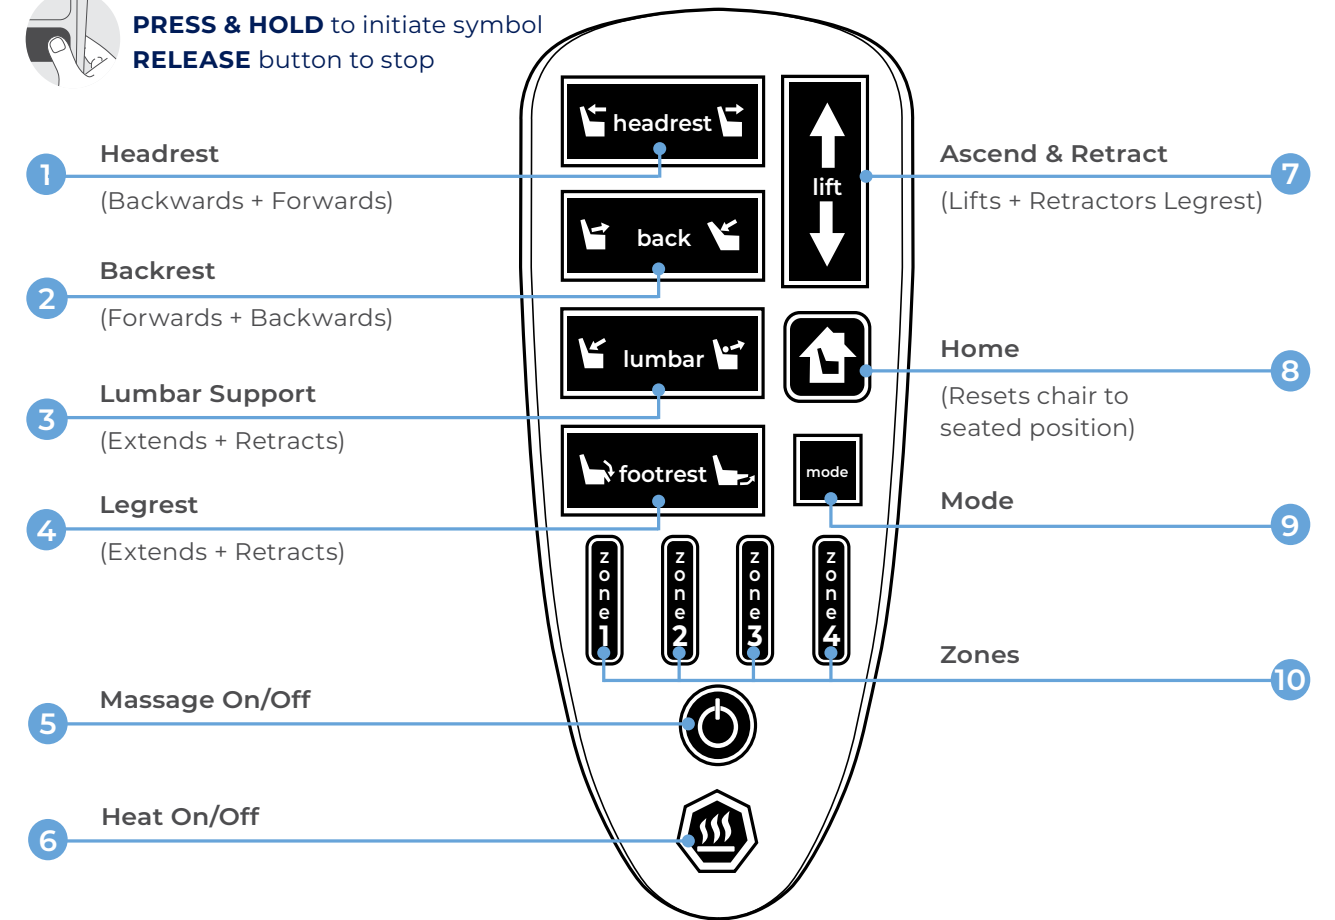 PRESS & HOLD to initiate symbol
RELEASE button to stop
1
Headrest
(Backwards + Forwards)
2
Backrest
(Forwards + Backwards)
3
Lumbar Support
(Extends + Retracts)
4
Legrest
(Extends + Retracts)
5
Massage On/Off
6
Heat On/Off
headrest
back
lumbar
footrest
lift
mode
zone1
zone2
zone3
zone4
Ascend & Retract
7
(Lifts + Retractors Legrest)
Home
8
(Resets chair to
seated position)
Mode
9
Zones
10